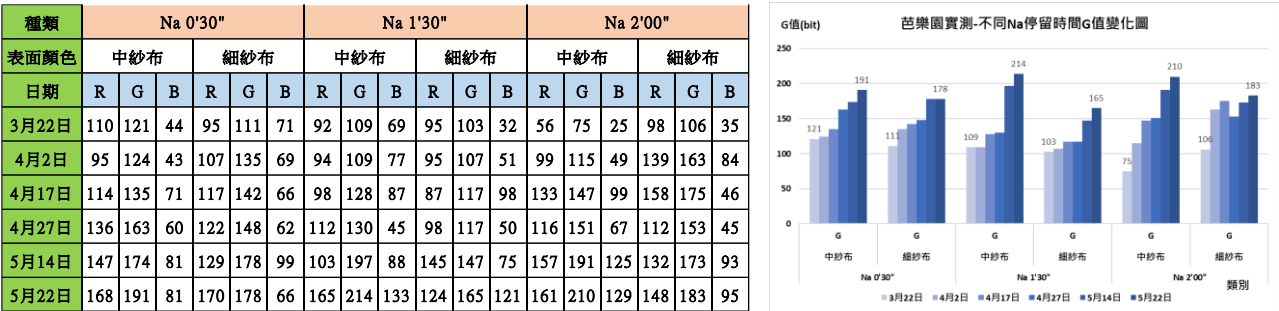 種類 Na 0'30" Na 1'30" Na 2'00"
表面顏色 中紗布 細紗布 中紗布 細紗布 中紗布 細紗布
日期 R G B R G B R G B R G B R G B R G B
3月22日 110 121 44 95 111 71 92 109 69 95 103 32 56 75 25 98 106 35
4月2日 95 124 43 107 135 69 94 109 77 95 107 51 99 115 49 139 163 84
4月17日 114 135 71 117 142 66 98 128 87 87 117 98 133 147 99 158 175 46
4月27日 136 163 60 122 148 62 112 130 45 98 117 50 116 151 67 112 153 45
5月14日 147 174 81 129 178 99 103 197 88 145 147 75 157 191 125 132 173 93
5月22日 168 191 81 170 178 66 165 214 133 124 165 121 161 210 129 148 183 95
G值(bit) 芭樂園實測-不同Na停留時間G值變化圖
250
200
150
100
50
0
121 191 111 178 109 214 103 165 75 210 106 183
G G G G G G
中紗布 細紗布 中紗布 細紗布 中紗布 細紗布
Na 0'30" Na 1'30" Na 2'00" 類別
3月22日 4月2日 4月17日 4月27日 5月14日 5月22日